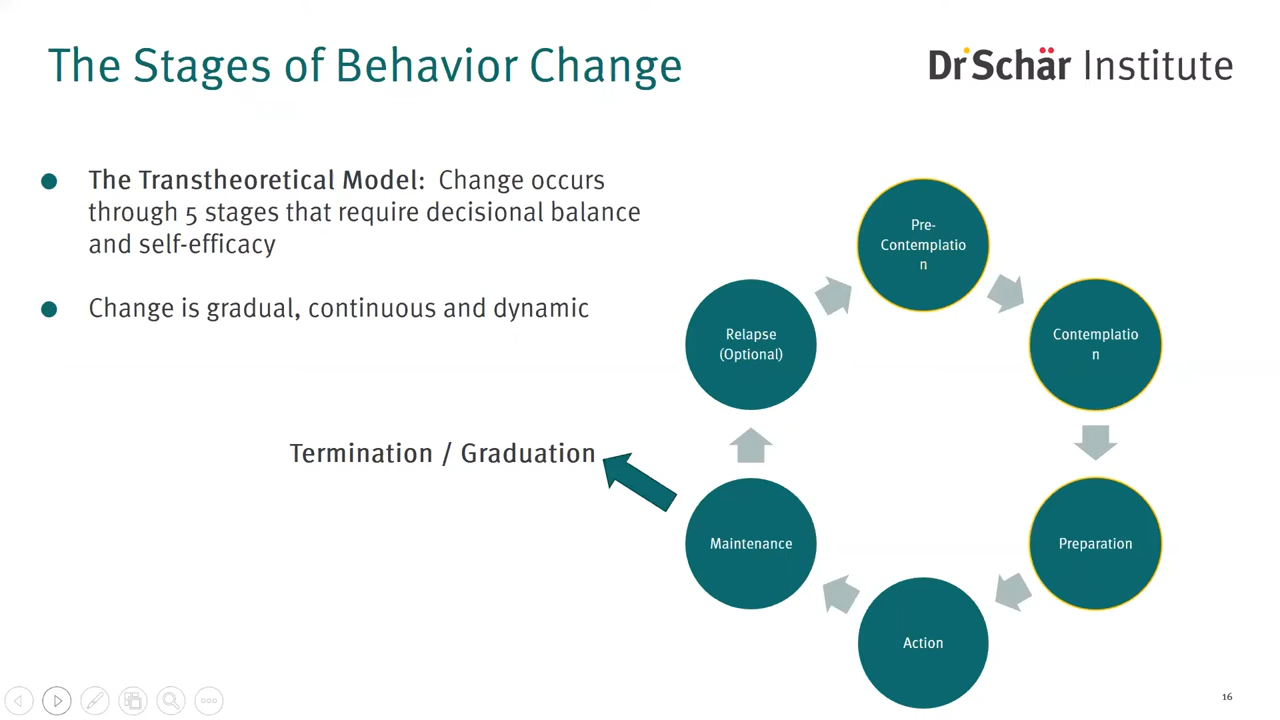 The Stages of Behavior Change
Dr Schär Institute
The Transtheoretical Model: Change occurs
through 5 stages that require decisional balance
and self-efficacy
Change is gradual, continuous and dynamic
Pre-
Contemplatio
n
Contemplatio
n
Preparation
Action
Maintenance
Relapse
(Optional)
Termination / Graduation
16